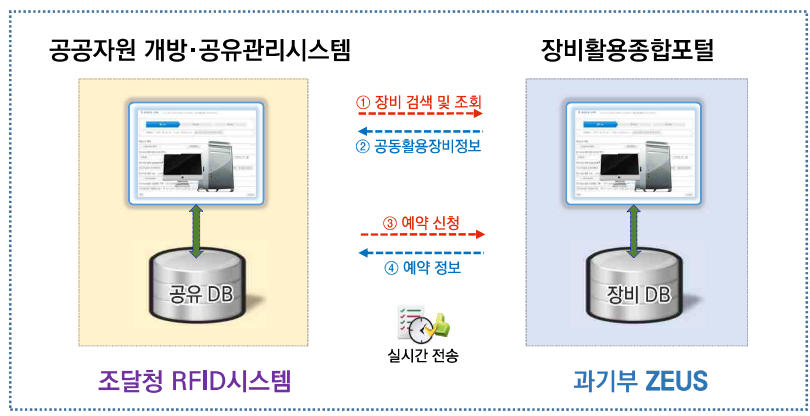 공공자원 개방·공유관리시스템
장비활용종합포털
① 장비 검색 및 조회
② 공동활용장비정보
③ 예약 신청
④ 예약 정보
공유 DB
장비 DB
실시간 전송
조달청 RFID시스템
과기부 ZEUS